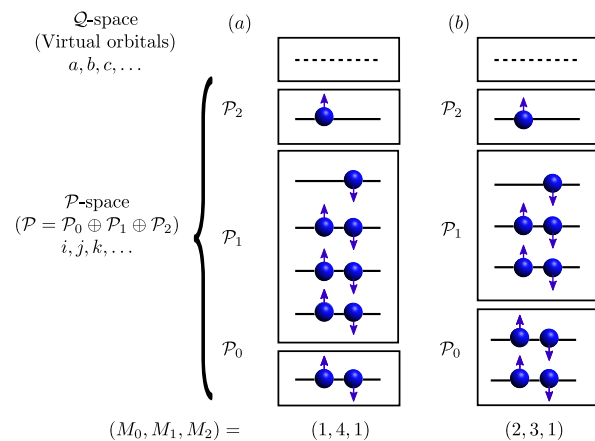 𝒬-space
(Virtual orbitals)
a, b, c, . . .
(a)
(b)
𝒫₂
𝒫₂
𝒫-space
(𝒫 = 𝒫₀ ⊕ 𝒫₁ ⊕ 𝒫₂)
i, j, k, . . .
𝒫₁
𝒫₁
𝒫₀
𝒫₀
(M₀, M₁, M₂) =
(1, 4, 1)
(2, 3, 1)